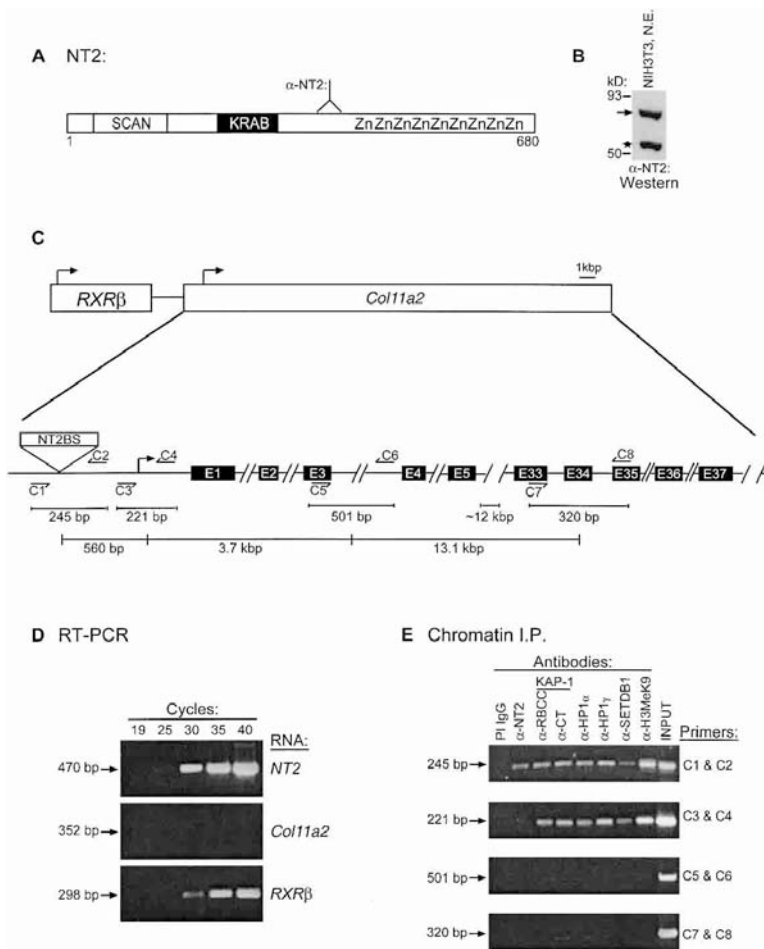 A NT2:
α-NT2:
SCAN KRAB ZnZnZnZnZnZnZnZnZn
1 680
B
NIH3T3, N.E.
kD:
93
50
α-NT2:
Western
C
1kbp
RXRβ Col11a2
NT2BS
C2 C4 C6 C8
E1 E2 E3 E4 E5 E33 E34 E35 E36 E37
C1 C3 C5 C7
245 bp 221 bp 501 bp ~12 kbp 320 bp
560 bp 3.7 kbp 13.1 kbp
D RT-PCR
Cycles:
19 25 30 35 40
RNA:
470 bp NT2
352 bp Col11a2
298 bp RXRβ
E Chromatin I.P.
Antibodies:
KAP-1
PI IgG α-NT2 α-RBCC α-CT α-HP1α α-HP1γ α-SETDB1 α-H3MeK9 INPUT
Primers:
245 bp C1 & C2
221 bp C3 & C4
501 bp C5 & C6
320 bp C7 & C8